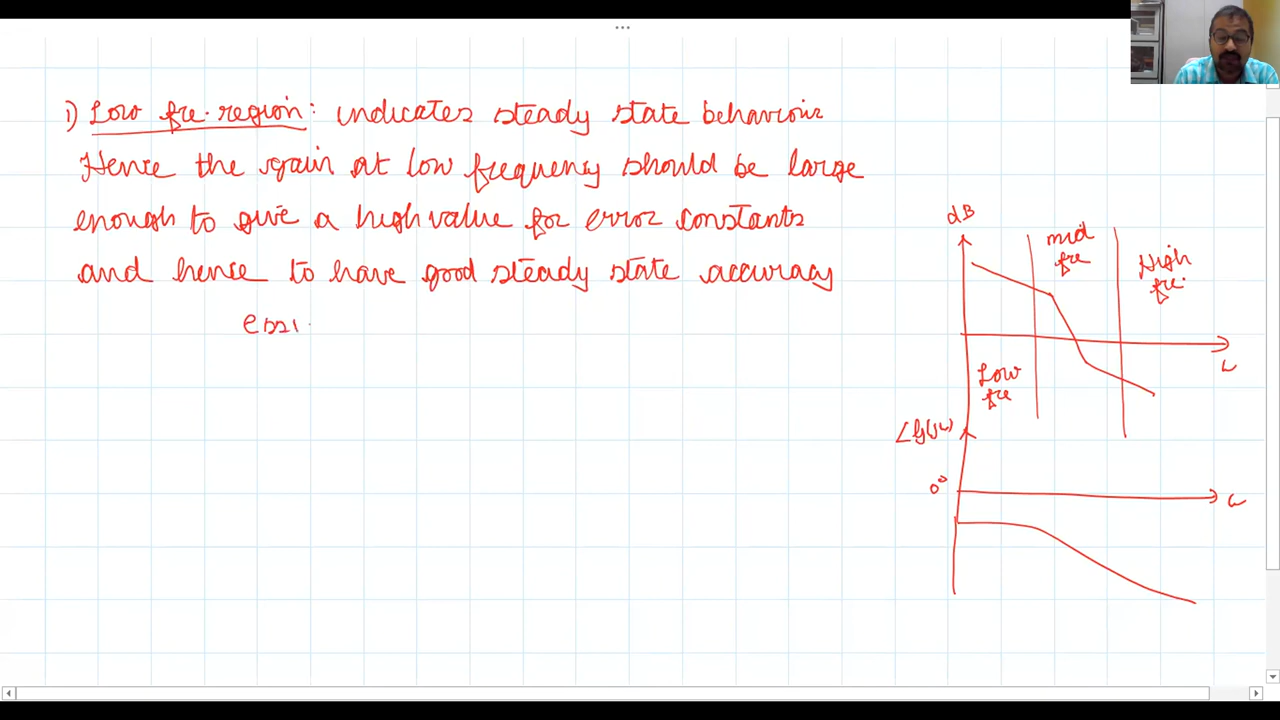 1) Low fre. region: indicates steady state behaviour
Hence the gain at low frequency should be large
enough to give a high value for error constants
and hence to have good steady state accuracy
dB
mid
fre
High
fre.
Low
fre
∠G(jω)
0°
ω